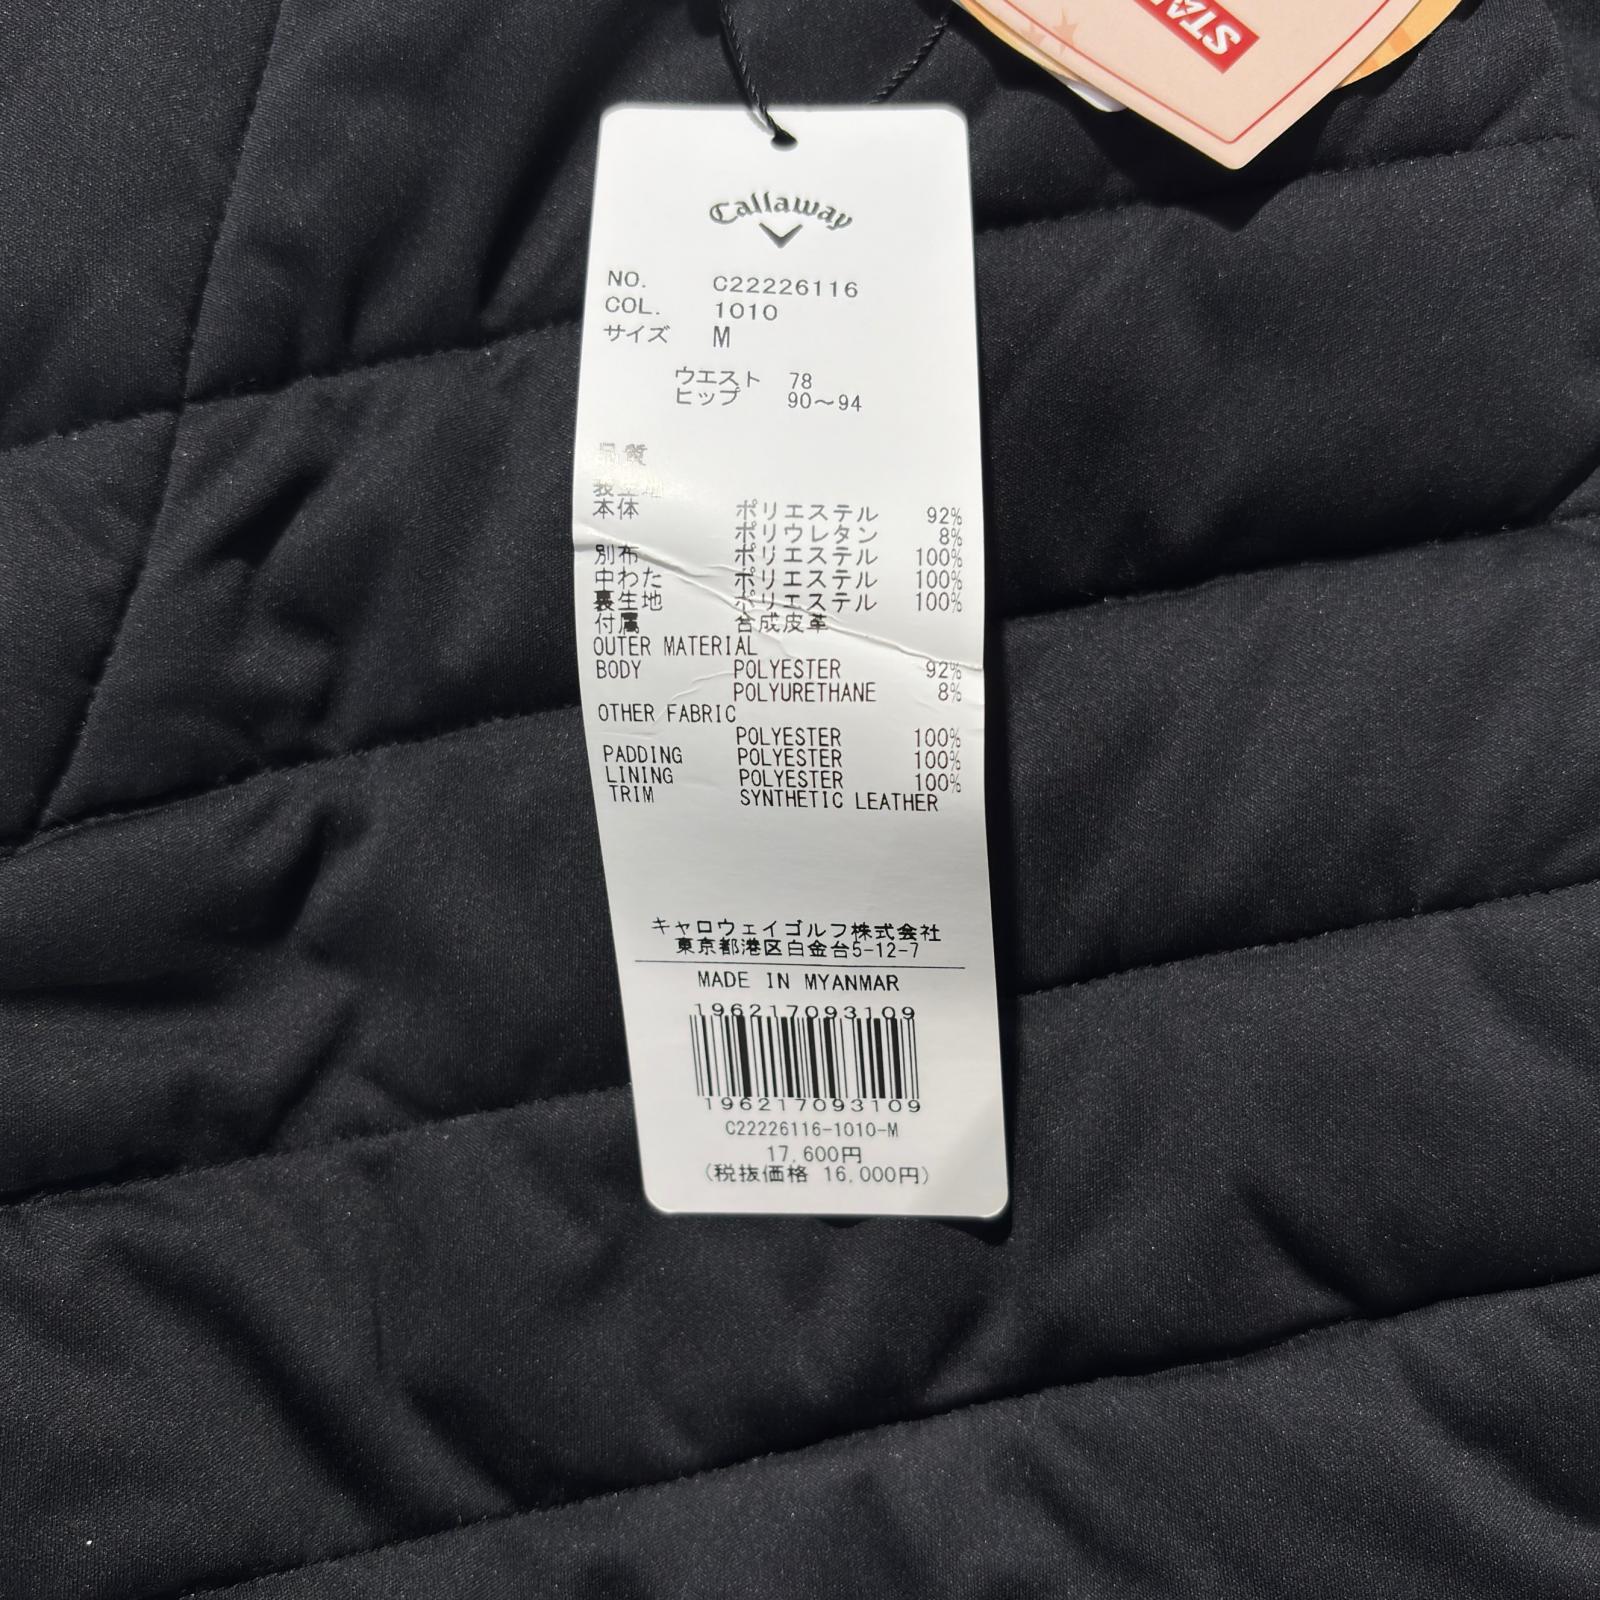 STA
Callaway
NO. C22226116
COL. 1010
サイズ M
ウエスト 78
ヒップ 90～94
品質
表生地
本体 ポリエステル 92%
ポリウレタン 8%
別布 ポリエステル 100%
中わた ポリエステル 100%
裏生地 ポリエステル 100%
付属 合成皮革
OUTER MATERIAL
BODY POLYESTER 92%
POLYURETHANE 8%
OTHER FABRIC
POLYESTER 100%
PADDING POLYESTER 100%
LINING POLYESTER 100%
TRIM SYNTHETIC LEATHER
キャロウェイゴルフ株式会社
東京都港区白金台5-12-7
MADE IN MYANMAR
196217093109
196217093109
C22226116-1010-M
17,600円
(税抜価格 16,000円)